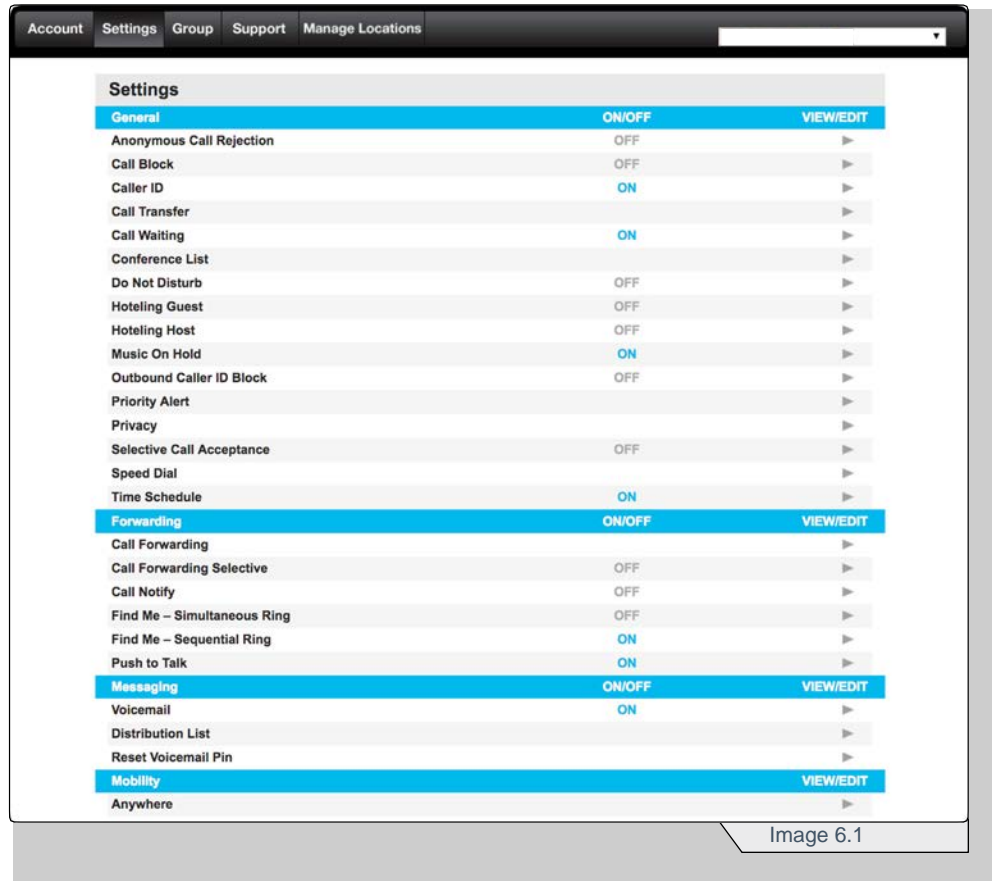 Account Settings Group Support Manage Locations
Settings
General ON/OFF VIEW/EDIT
Anonymous Call Rejection OFF
Call Block OFF
Caller ID ON
Call Transfer
Call Waiting ON
Conference List
Do Not Disturb OFF
Hoteling Guest OFF
Hoteling Host OFF
Music On Hold ON
Outbound Caller ID Block OFF
Priority Alert
Privacy
Selective Call Acceptance OFF
Speed Dial
Time Schedule ON
Forwarding ON/OFF VIEW/EDIT
Call Forwarding
Call Forwarding Selective OFF
Call Notify OFF
Find Me – Simultaneous Ring OFF
Find Me – Sequential Ring ON
Push to Talk ON
Messaging ON/OFF VIEW/EDIT
Voicemail ON
Distribution List
Reset Voicemail Pin
Mobility VIEW/EDIT
Anywhere
Image 6.1